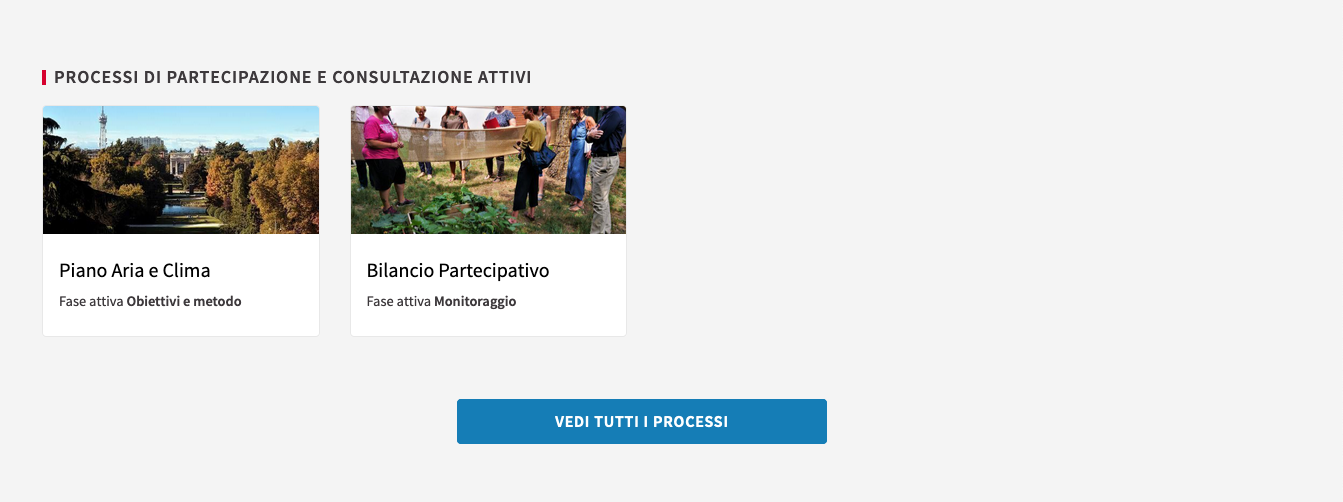 PROCESSI DI PARTECIPAZIONE E CONSULTAZIONE ATTIVI
Piano Aria e Clima
Fase attiva Obiettivi e metodo
Bilancio Partecipativo
Fase attiva Monitoraggio
VEDI TUTTI I PROCESSI